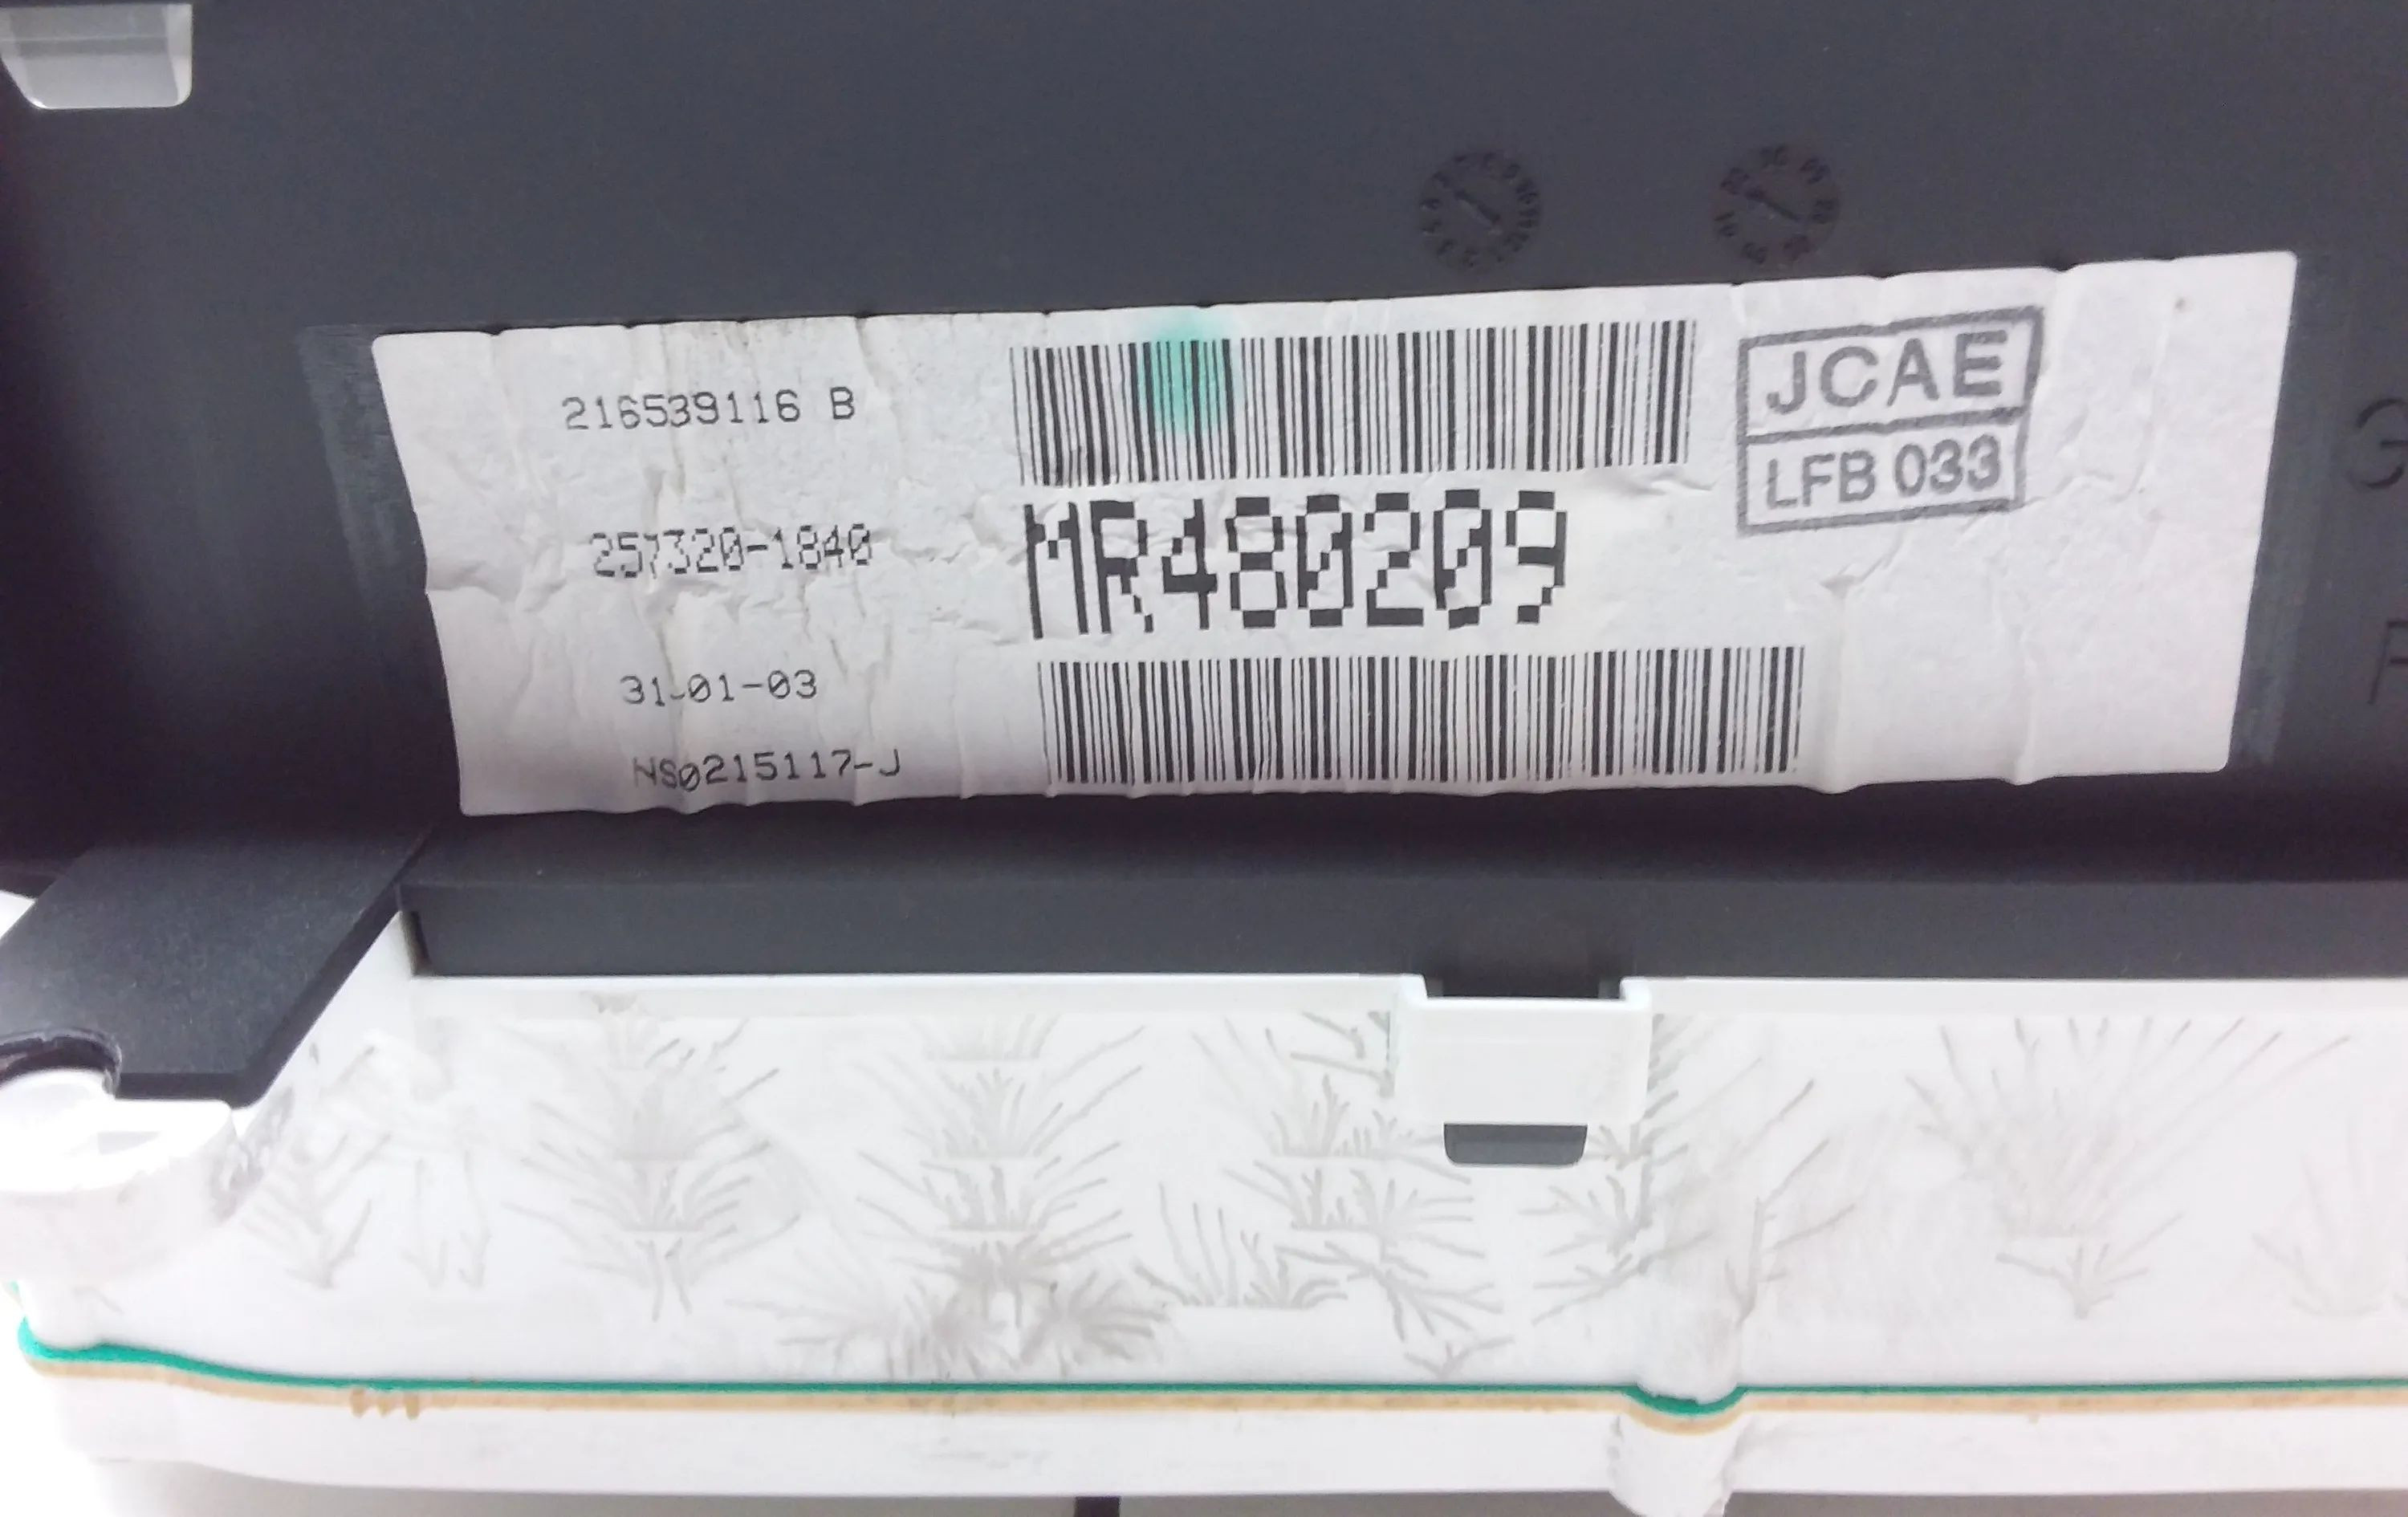 216539116 B
JCAE
LFB 033
257320-1840
MR480209
31-01-03
NS0215117-J
G
F